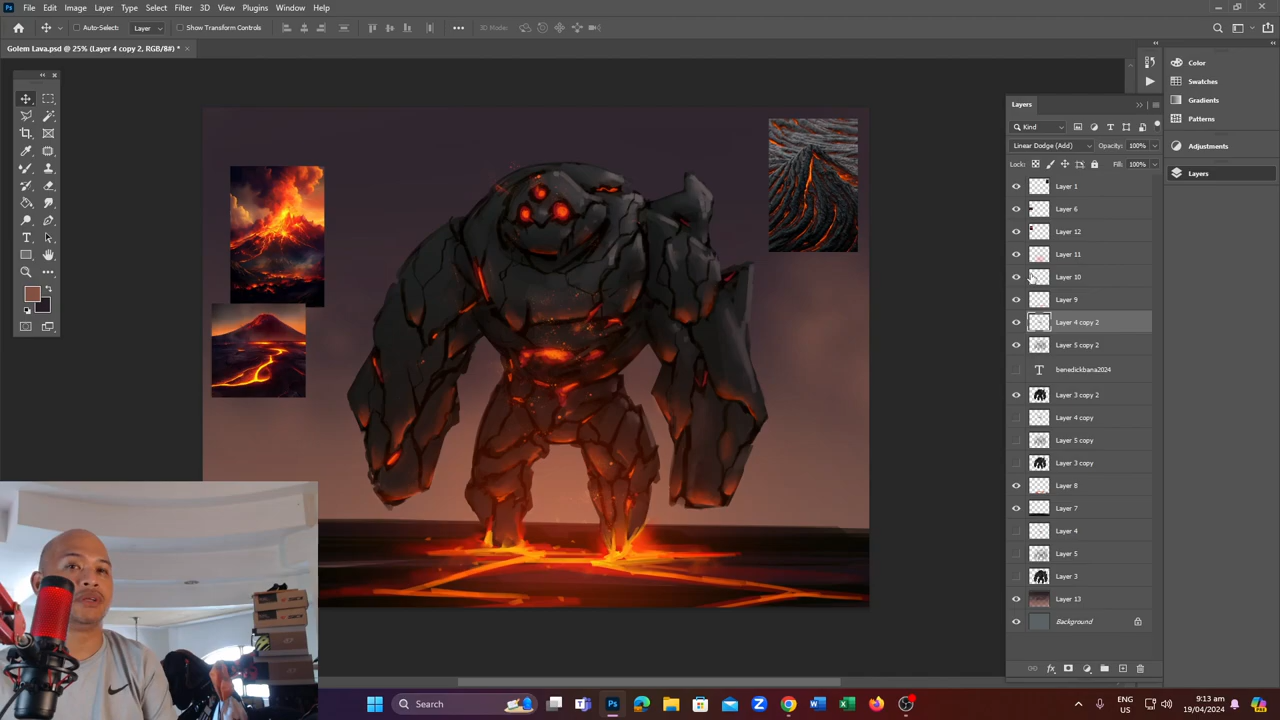 File Edit Image Layer Type Select Filter 3D View Plugins Window Help
Auto-Select: Layer Show Transform Controls 3D Mode:
Golem Lava.psd @ 25% (Layer 4 copy 2, RGB/8#) *
Layers
Kind
Linear Dodge (Add) Opacity: 100%
Lock: Fill: 100%
Layer 1
Layer 6
Layer 12
Layer 11
Layer 10
Layer 9
Layer 4 copy 2
Layer 5 copy 2
benedickbana2024
Layer 3 copy 2
Layer 4 copy
Layer 5 copy
Layer 3 copy
Layer 8
Layer 7
Layer 4
Layer 5
Layer 3
Layer 13
Background
Color
Swatches
Gradients
Patterns
Adjustments
Layers
Search
ENG
US
9:13 pm
19/04/2024